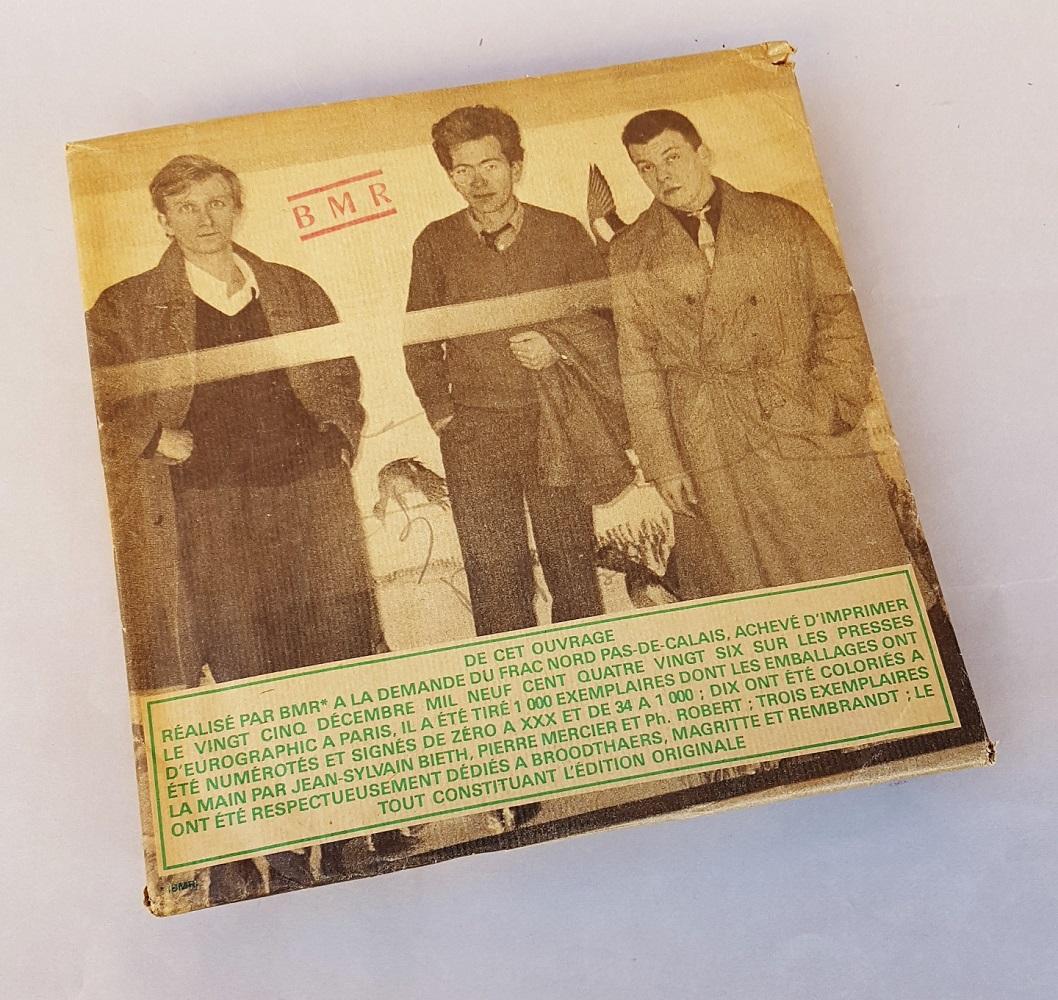 BMR
DE CET OUVRAGE
RÉALISÉ PAR BMR* A LA DEMANDE DU FRAC NORD PAS-DE-CALAIS, ACHEVÉ D'IMPRIMER
LE VINGT CINQ DÉCEMBRE MIL NEUF CENT QUATRE VINGT SIX SUR LES PRESSES
D'EUROGRAPHIC A PARIS, IL A ÉTÉ TIRÉ 1 000 EXEMPLAIRES DONT LES EMBALLAGES ONT
ÉTÉ NUMÉROTÉS ET SIGNÉS DE ZÉRO A XXX ET DE 34 A 1 000 ; DIX ONT ÉTÉ COLORIÉS A
LA MAIN PAR JEAN-SYLVAIN BIETH, PIERRE MERCIER ET Ph. ROBERT ; TROIS EXEMPLAIRES
ONT ÉTÉ RESPECTUEUSEMENT DÉDIÉS A BROODTHAERS, MAGRITTE ET REMBRANDT ; LE
TOUT CONSTITUANT L'ÉDITION ORIGINALE
* (BMR)